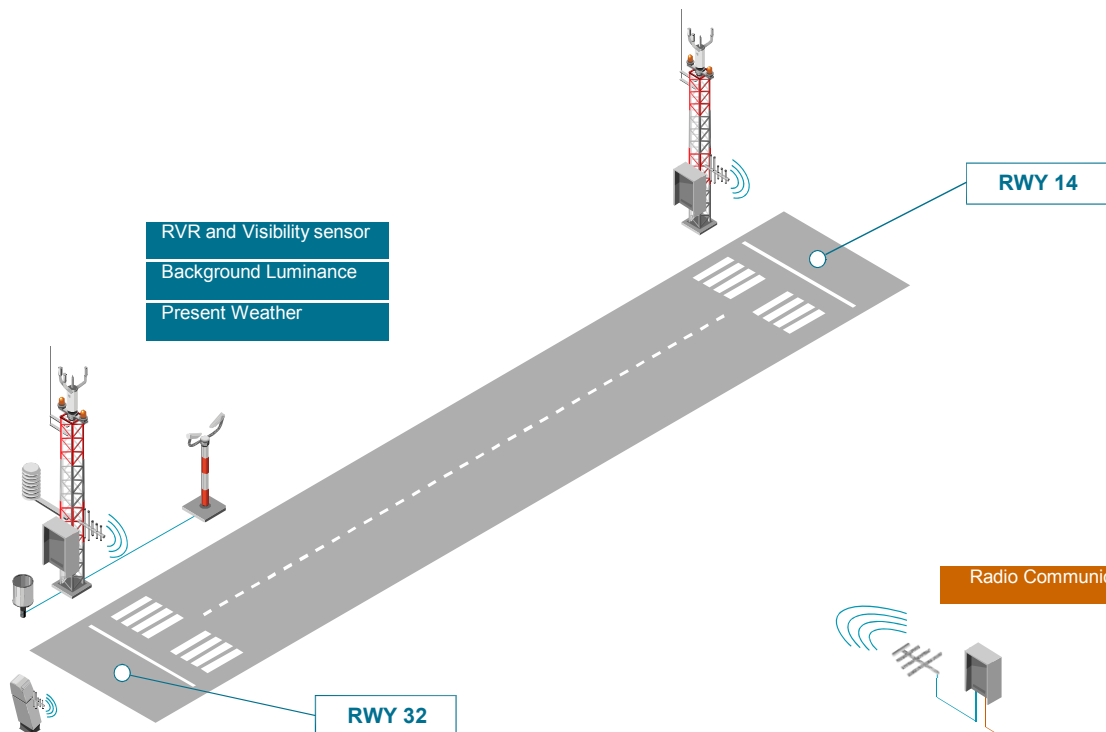 RWY 14
RVR and Visibility sensor
Background Luminance
Present Weather
Radio Communic
RWY 32